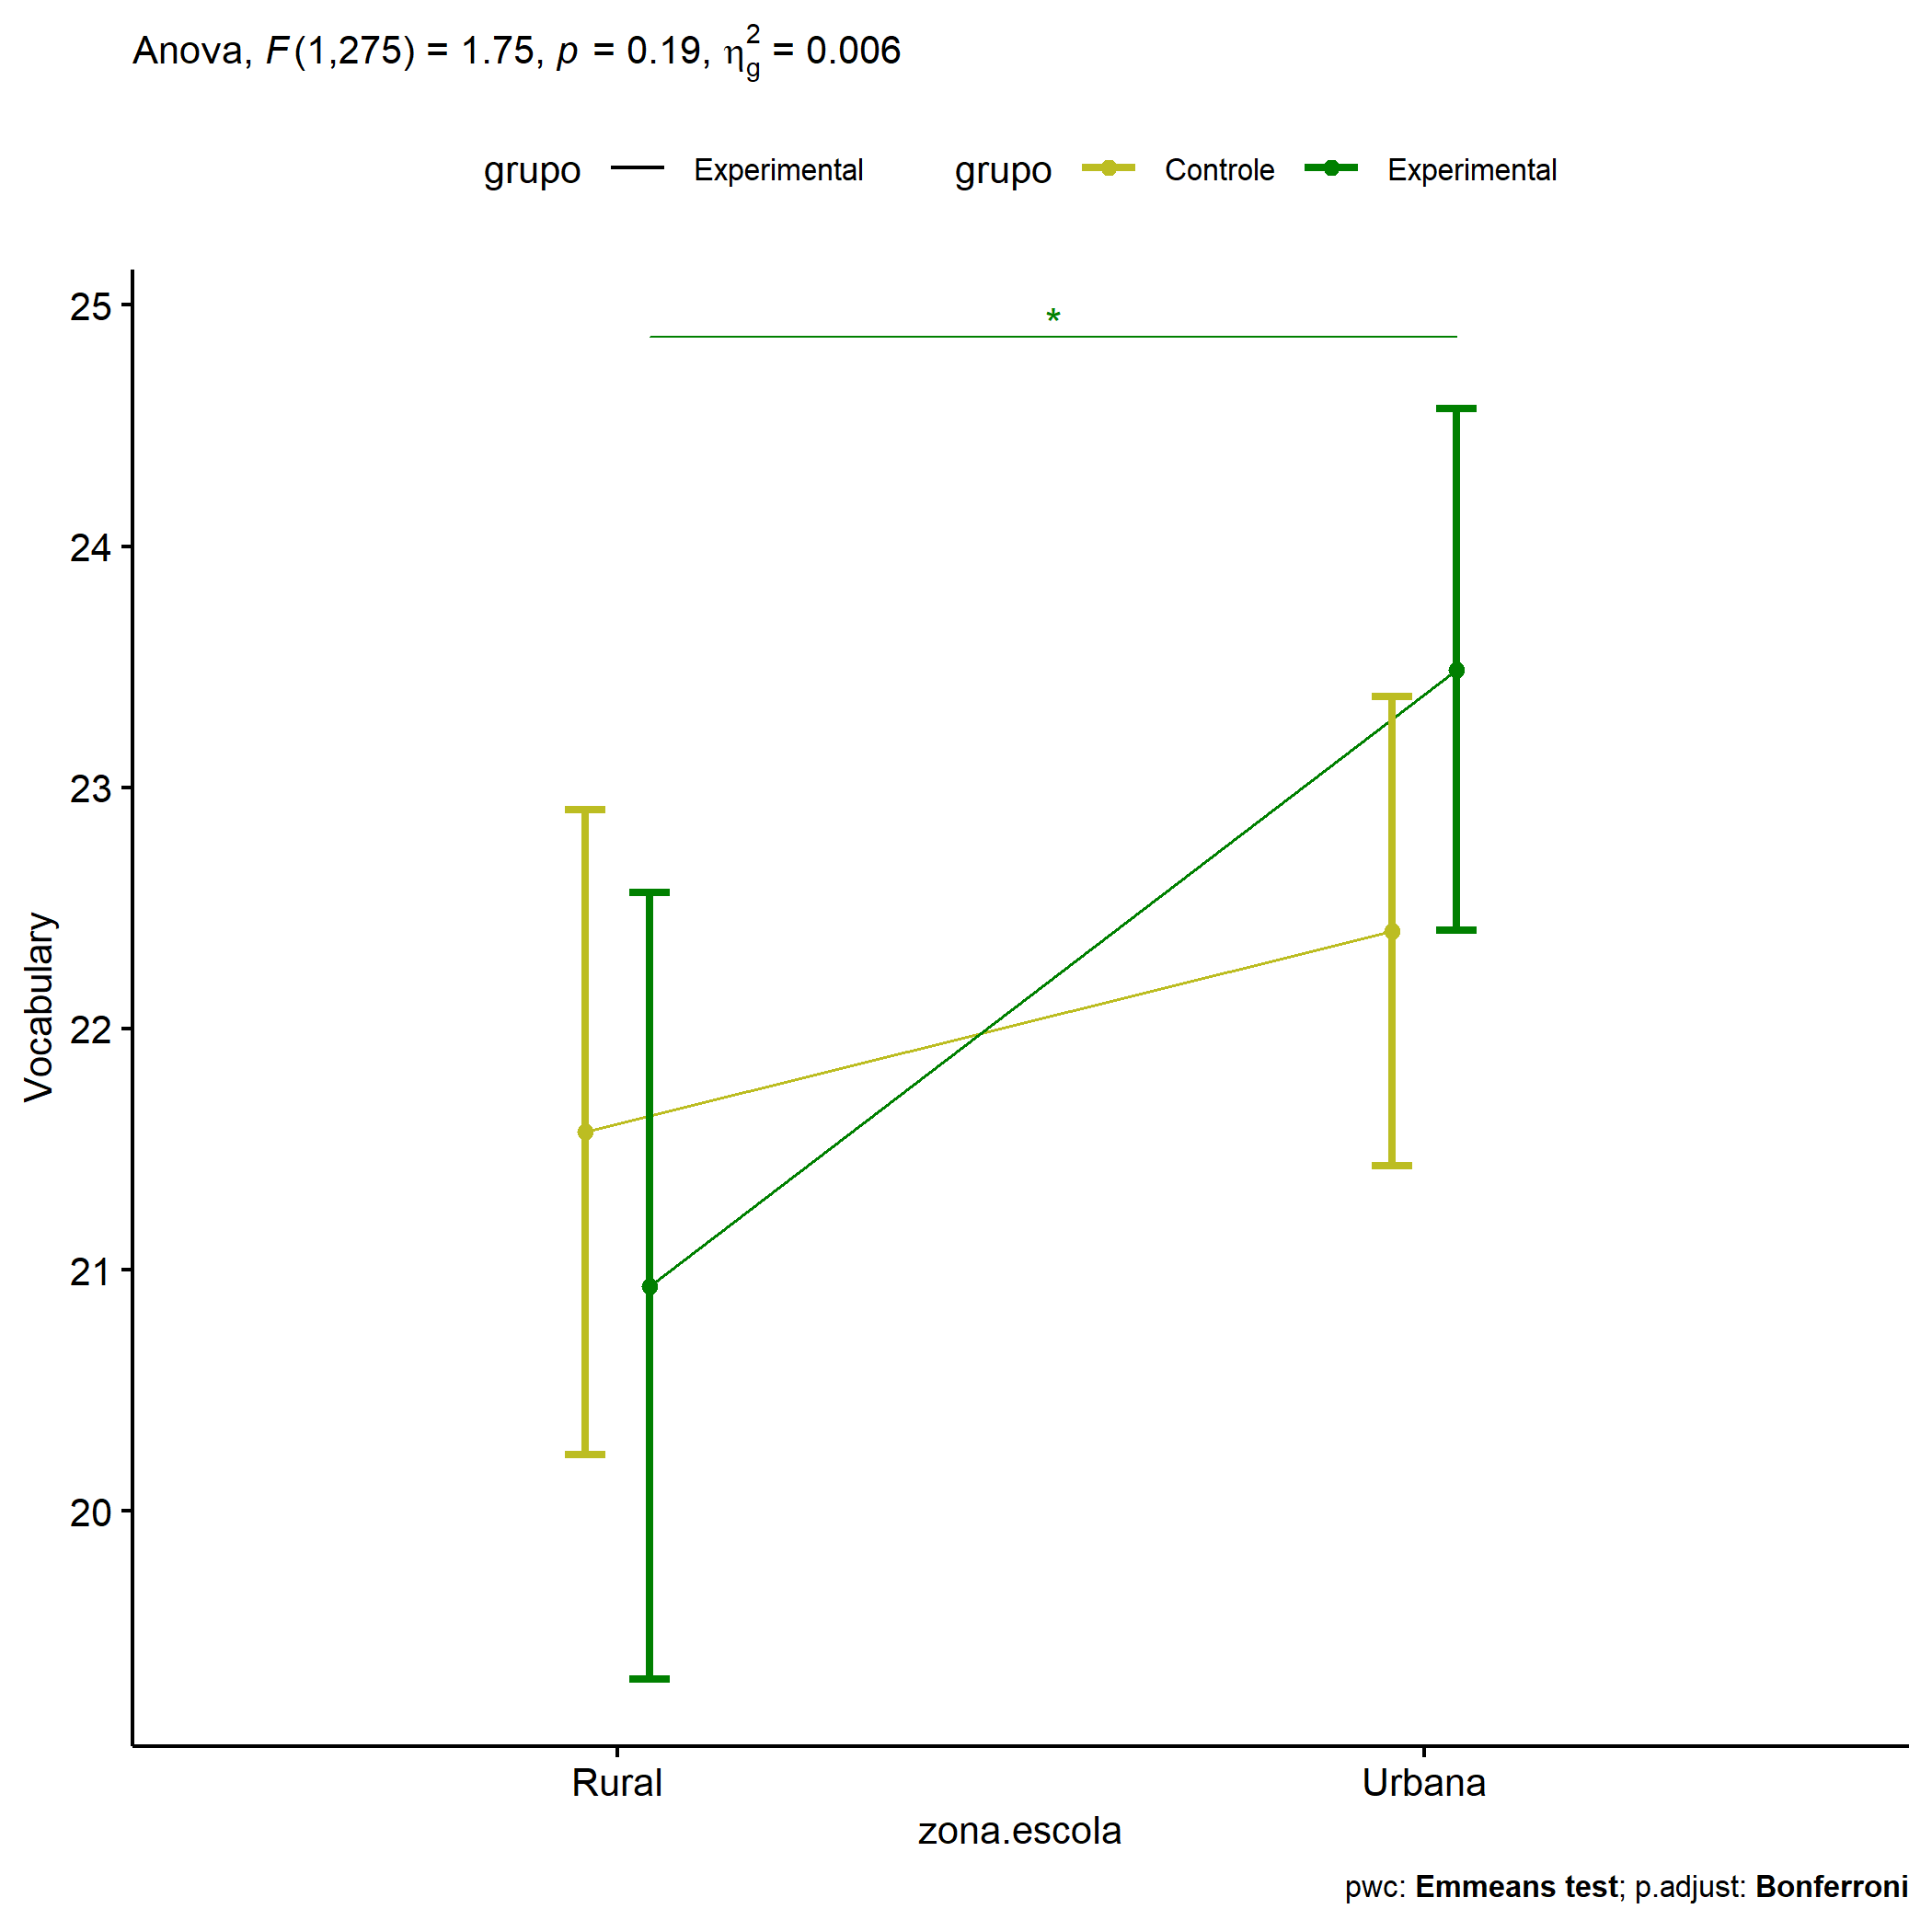 Anova, F(1,275) = 1.75, p = 0.19, η²g = 0.006
grupo Experimental grupo Controle Experimental
25
*
24
23
22
21
20
Vocabulary
Rural Urbana
zona.escola
pwc: Emmeans test; p.adjust: Bonferroni